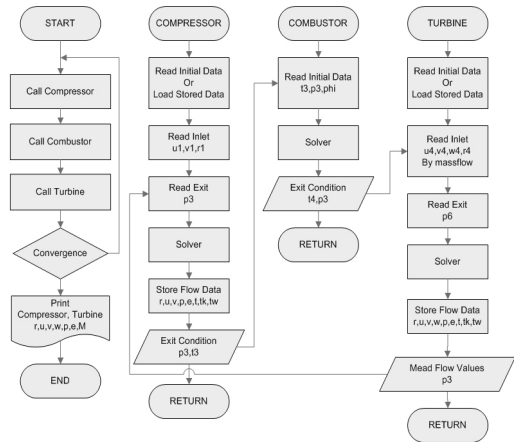 START
Call Compressor
Call Combustor
Call Turbine
Convergence
Print
Compressor, Turbine
r,u,v,w,p,e,M
END
COMPRESSOR
Read Initial Data
Or
Load Stored Data
Read Inlet
u1,v1,r1
Read Exit
p3
Solver
Store Flow Data
r,u,v,p,e,t,tk,tw
Exit Condition
p3,t3
RETURN
COMBUSTOR
Read Initial Data
t3,p3,phi
Solver
Exit Condition
t4,p3
RETURN
TURBINE
Read Initial Data
Or
Load Stored Data
Read Inlet
u4,v4,w4,r4
By massflow
Read Exit
p6
Solver
Store Flow Data
r,u,v,w,p,e,t,tk,tw
Mead Flow Values
p3
RETURN